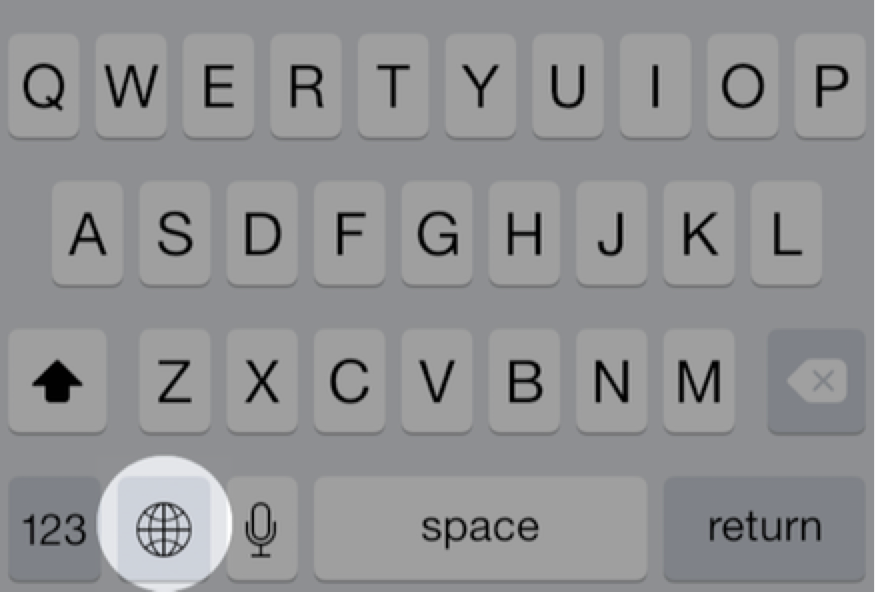 Q W E R T Y U I O P
A S D F G H J K L
Z X C V B N M
123 space return